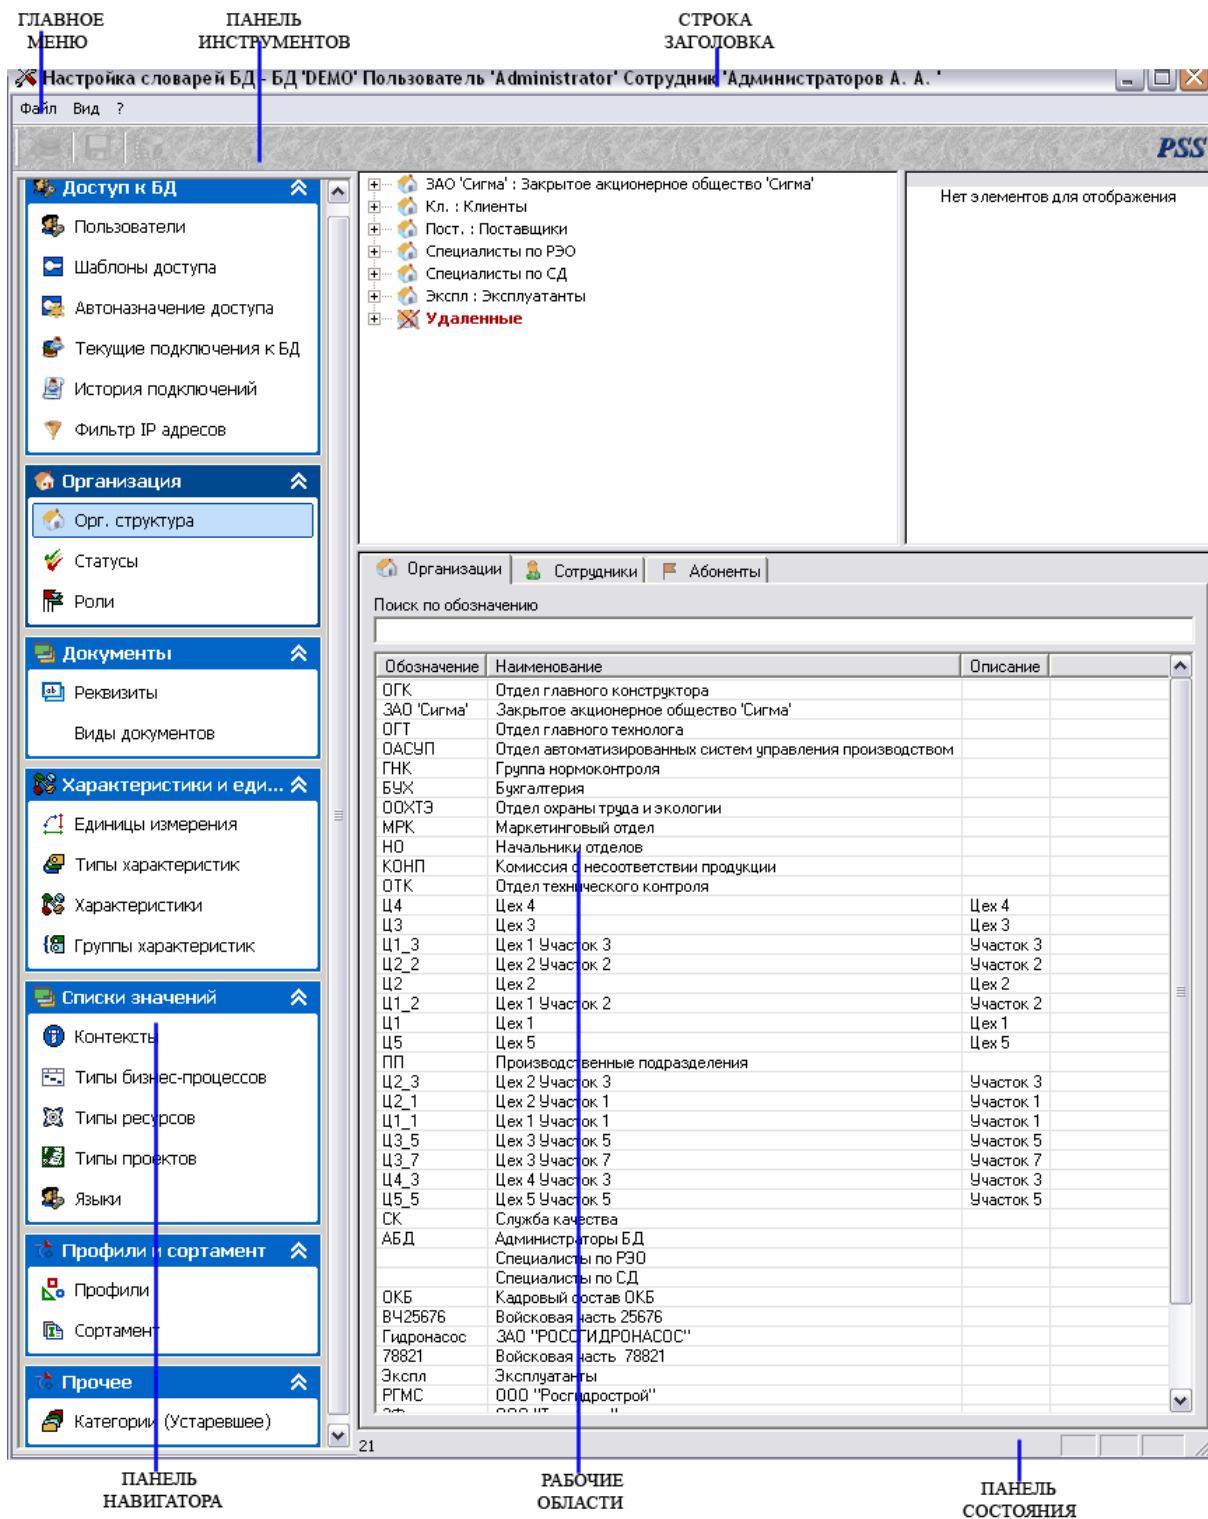 ГЛАВНОЕ
МЕНЮ
ПАНЕЛЬ
ИНСТРУМЕНТОВ
СТРОКА
ЗАГОЛОВКА
Настройка словарей БД - БД 'DEMO' Пользователь 'Administrator' Сотрудник 'Администраторов А. А. '
Файл Вид ?
PSS
Доступ к БД
Пользователи
Шаблоны доступа
Автоназначение доступа
Текущие подключения к БД
История подключений
Фильтр IP адресов
Организация
Орг. структура
Статусы
Роли
Документы
Реквизиты
Виды документов
Характеристики и еди...
Единицы измерения
Типы характеристик
Характеристики
Группы характеристик
Списки значений
Контексты
Типы бизнес-процессов
Типы ресурсов
Типы проектов
Языки
Профили и сортамент
Профили
Сортамент
Прочее
Категории (Устаревшее)
ЗАО 'Сигма' : Закрытое акционерное общество 'Сигма'
Кл. : Клиенты
Пост. : Поставщики
Специалисты по РЭО
Специалисты по СД
Экспл : Эксплуатанты
Удаленные
Нет элементов для отображения
Организации Сотрудники Абоненты
Поиск по обозначению
Обозначение Наименование Описание
ОГК Отдел главного конструктора
ЗАО 'Сигма' Закрытое акционерное общество 'Сигма'
ОГТ Отдел главного технолога
ОАСУП Отдел автоматизированных систем управления производством
ГНК Группа нормоконтроля
БУХ Бухгалтерия
ООХТЭ Отдел охраны труда и экологии
МРК Маркетинговый отдел
НО Начальники отделов
КОНП Комиссия о несоответствии продукции
ОТК Отдел технического контроля
Ц4 Цех 4 Цех 4
Ц3 Цех 3 Цех 3
Ц1_3 Цех 1 Участок 3 Участок 3
Ц2_2 Цех 2 Участок 2 Участок 2
Ц2 Цех 2 Цех 2
Ц1_2 Цех 1 Участок 2 Участок 2
Ц1 Цех 1 Цех 1
Ц5 Цех 5 Цех 5
ПП Производственные подразделения
Ц2_3 Цех 2 Участок 3 Участок 3
Ц2_1 Цех 2 Участок 1 Участок 1
Ц1_1 Цех 1 Участок 1 Участок 1
Ц3_5 Цех 3 Участок 5 Участок 5
Ц3_7 Цех 3 Участок 7 Участок 7
Ц4_3 Цех 4 Участок 3 Участок 3
Ц5_5 Цех 5 Участок 5 Участок 5
СК Служба качества
АБД Администраторы БД
Специалисты по РЭО
Специалисты по СД
ОКБ Кадровый состав ОКБ
ВЧ25676 Войсковая часть 25676
Гидронасос ЗАО "РОССГИДРОНАСОС"
78821 Войсковая часть 78821
Экспл Эксплуатанты
РГМС ООО "Росгидрострой"
21
ПАНЕЛЬ
НАВИГАТОРА
РАБОЧИЕ
ОБЛАСТИ
ПАНЕЛЬ
СОСТОЯНИЯ